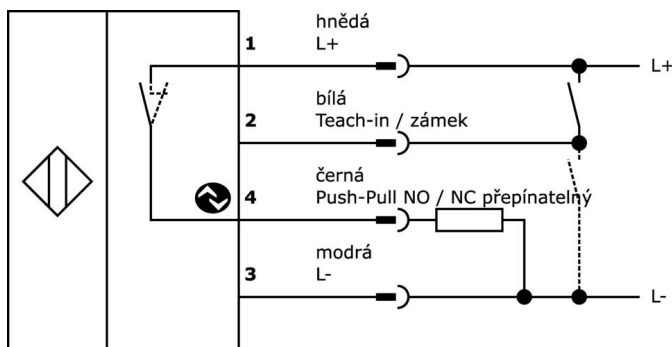 hnědá
1 L+
L+
bílá
2 Teach-in / zámek
černá
4 Push-Pull NO / NC přepínatelný
modrá
3 L-
L-